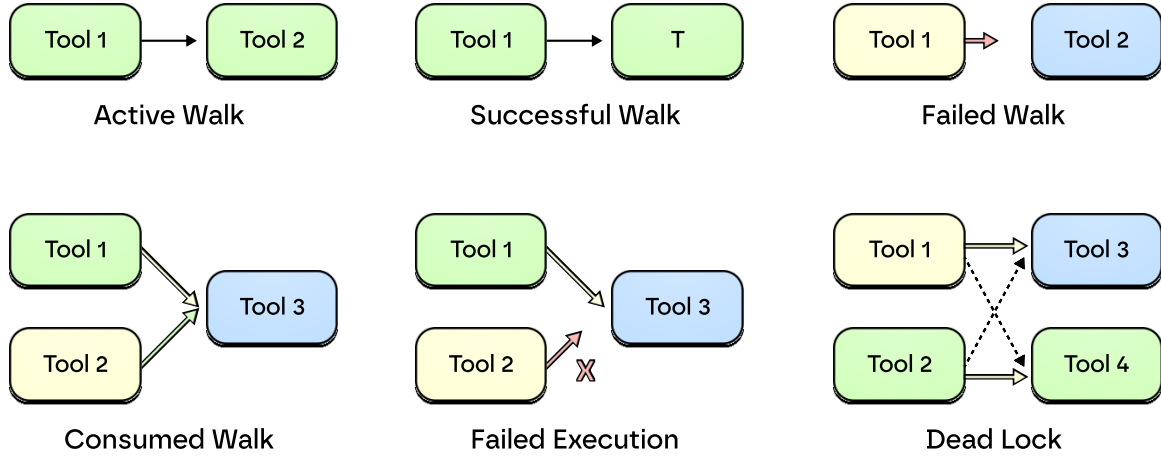 Tool 1
Tool 2
Active Walk
Tool 1
T
Successful Walk
Tool 1
Tool 2
Failed Walk
Tool 1
Tool 2
Tool 3
Consumed Walk
Tool 1
Tool 2
Tool 3
X
Failed Execution
Tool 1
Tool 3
Tool 2
Tool 4
Dead Lock